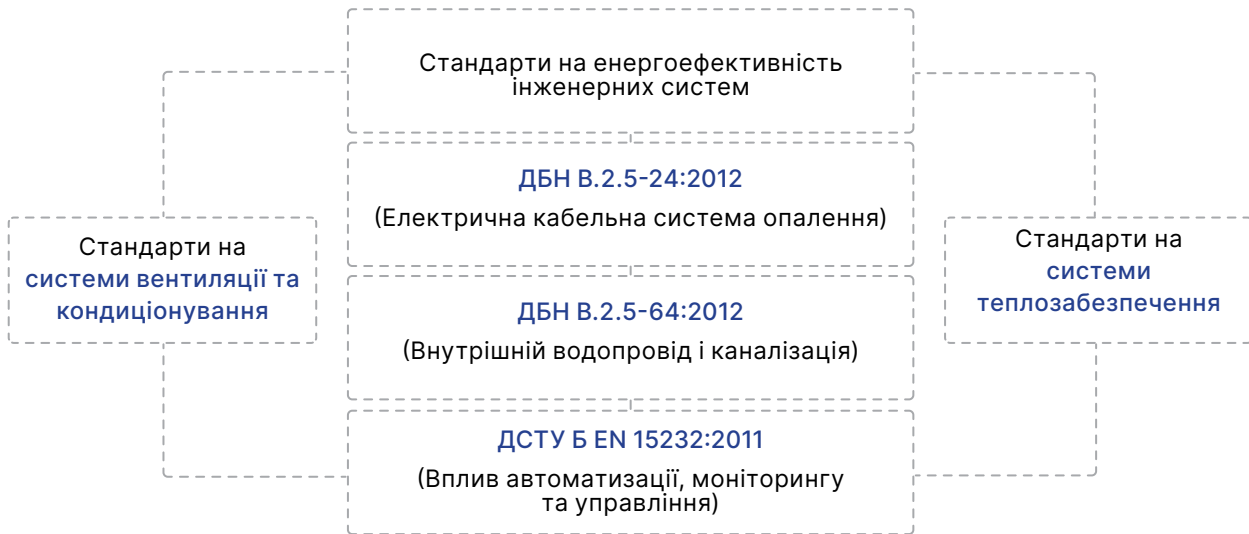 Стандарти на енергоефективність
інженерних систем
ДБН В.2.5-24:2012
(Електрична кабельна система опалення)
Стандарти на
системи вентиляції та
кондиціонування
Стандарти на
системи
теплозабезпечення
ДБН В.2.5-64:2012
(Внутрішній водопровід і каналізація)
ДСТУ Б EN 15232:2011
(Вплив автоматизації, моніторингу
та управління)